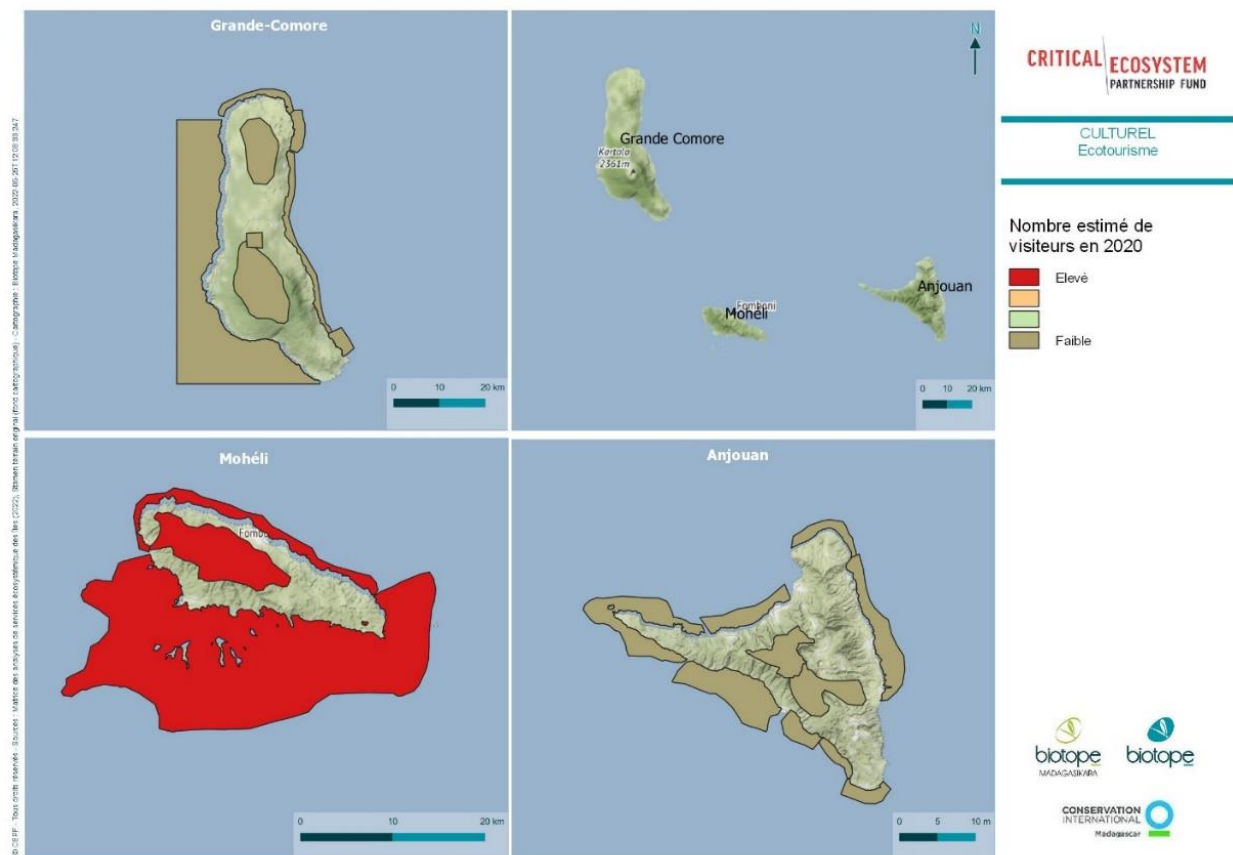 Grande-Comore
N
Grande Comore
Kartala
2361m
Anjouan
Fomboni
Mohéli
0 10 20 km
0 10 20 km
Mohéli
Fombo
0 10 20 km
Anjouan
0 5 10 m
CRITICAL ECOSYSTEM
PARTNERSHIP FUND
CULTUREL
Ecotourisme
Nombre estimé de
visiteurs en 2020
Elevé
Faible
biotope
MADAGASIKARA
biotope
CONSERVATION
INTERNATIONAL
Madagascar